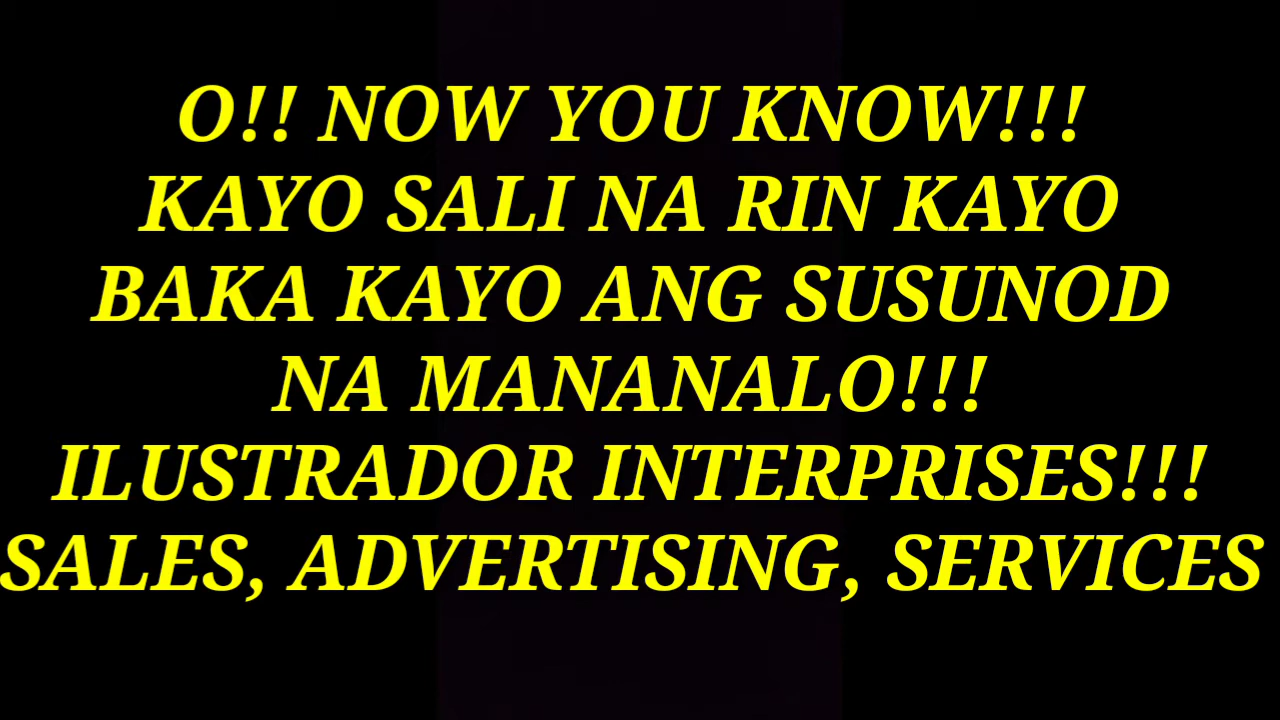 O!! NOW YOU KNOW!!!
KAYO SALI NA RIN KAYO
BAKA KAYO ANG SUSUNOD
NA MANANALO!!!
ILUSTRADOR INTERPRISES!!!
SALES, ADVERTISING, SERVICES